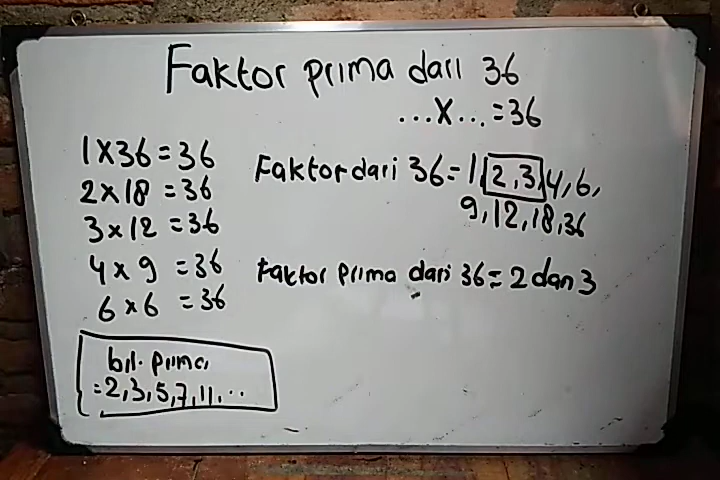 Faktor prima dari 36
...x...=36
1x36=36
2x18=36
3x12=36
4x9=36
6x6=36
Faktor dari 36=1,2,3,4,6,
9,12,18,36
Faktor prima dari 36=2 dan 3
bil. prima
=2,3,5,7,11,...